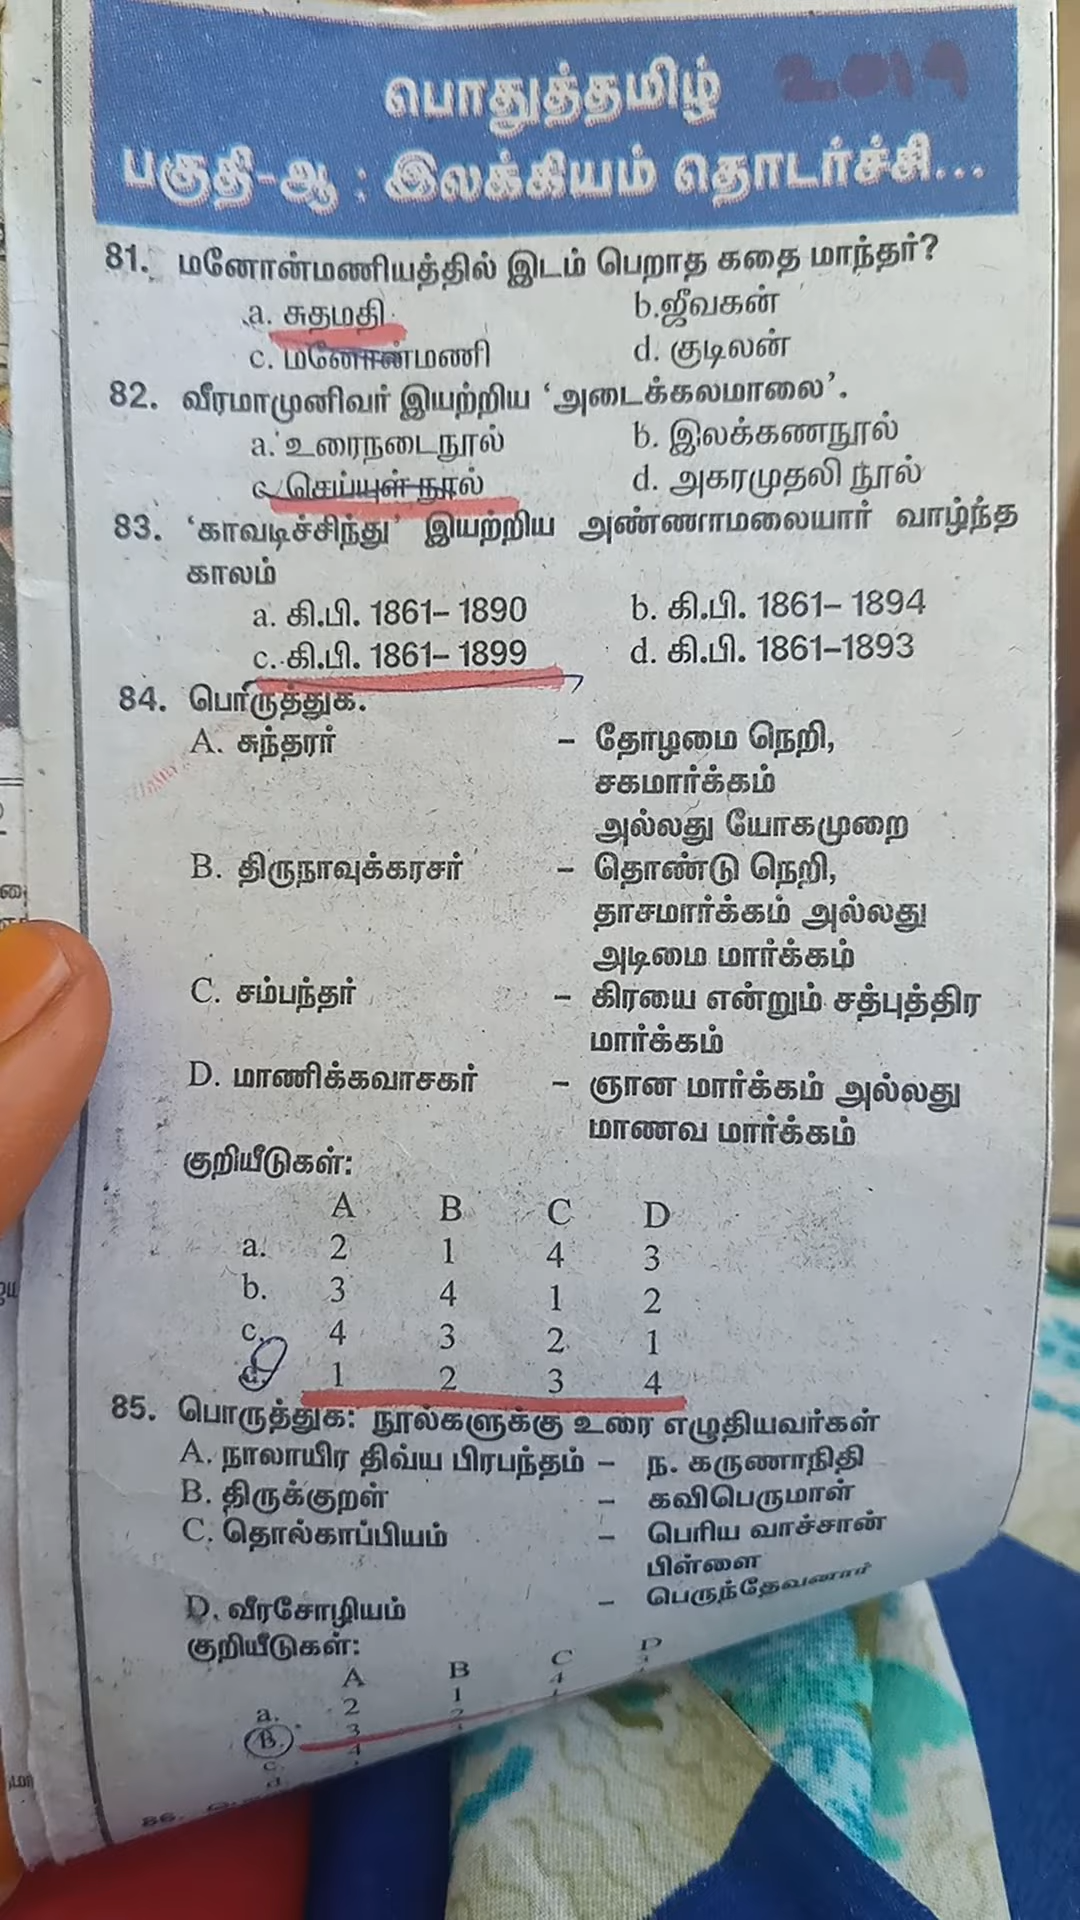 2019
பொதுத்தமிழ்
பகுதி-ஆ : இலக்கியம் தொடர்ச்சி...
81. மனோன்மணியத்தில் இடம் பெறாத கதை மாந்தர்?
a. சுதமதி
b.ஜீவகன்
c. மனோன்மணி
d. குடிலன்
82. வீரமாமுனிவர் இயற்றிய ‘அடைக்கலமாலை’.
a. உரைநடைநூல்
b. இலக்கணநூல்
c. செய்யுள் நூல்
d. அகரமுதலி நூல்
83. ‘காவடிச்சிந்து’ இயற்றிய அண்ணாமலையார் வாழ்ந்த
காலம்
a. கி.பி. 1861– 1890
b. கி.பி. 1861– 1894
c. கி.பி. 1861– 1899
d. கி.பி. 1861–1893
84. பொருத்துக.
A. சுந்தரர் – தோழமை நெறி,
சகமார்க்கம்
அல்லது யோகமுறை
B. திருநாவுக்கரசர் – தொண்டு நெறி,
தாசமார்க்கம் அல்லது
அடிமை மார்க்கம்
C. சம்பந்தர் – கிரயை என்றும் சத்புத்திர
மார்க்கம்
D. மாணிக்கவாசகர் – ஞான மார்க்கம் அல்லது
மாணவ மார்க்கம்
குறியீடுகள்:
A B C D
a. 2 1 4 3
b. 3 4 1 2
c. 4 3 2 1
d. 1 2 3 4
85. பொருத்துக: நூல்களுக்கு உரை எழுதியவர்கள்
A. நாலாயிர திவ்ய பிரபந்தம் – ந. கருணாநிதி
B. திருக்குறள் – கவிபெருமாள்
C. தொல்காப்பியம் – பெரிய வாச்சான்
பிள்ளை
D. வீரசோழியம் – பெருந்தேவனார்
குறியீடுகள்:
A B C D
a. 2 1 4
B. 3
c. 4
d
86.